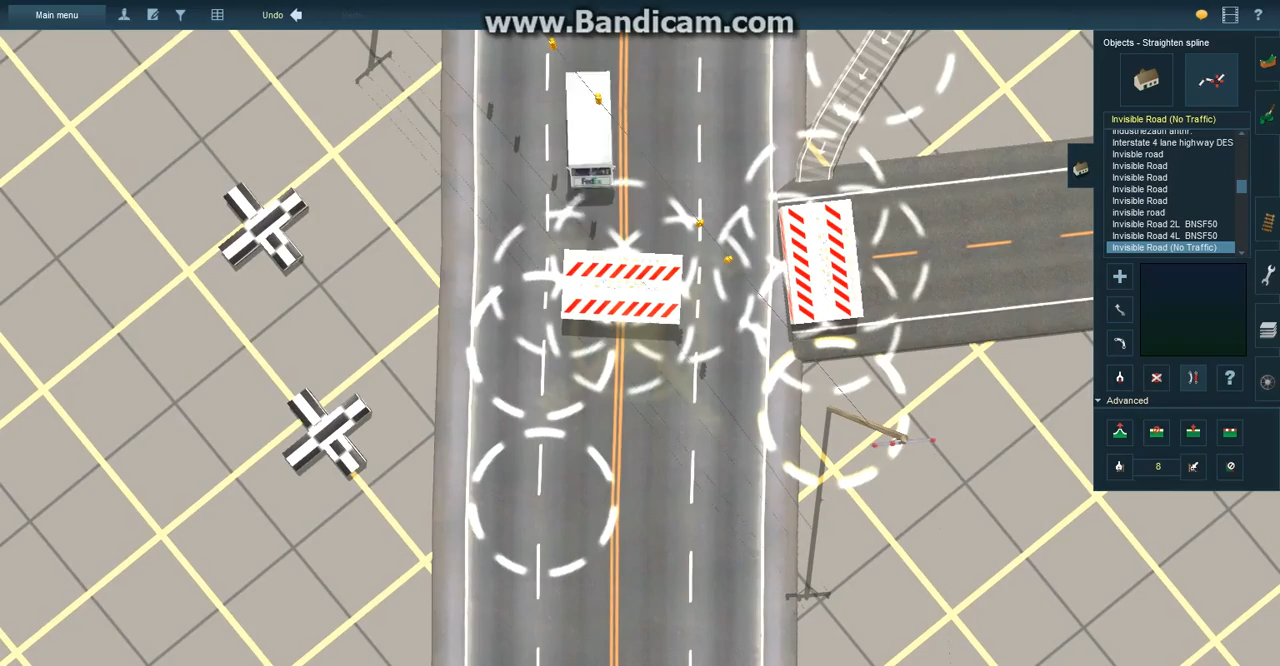 www.Bandicam.com
Main menu
Undo
?
Objects - Straighten spline
Invisible Road (No Traffic)
Industriezaun anthr.
Interstate 4 lane highway DES
Invisble road
Invisible Road
Invisible Road
Invisible Road
Invisible Road
invisible road
Invisible Road 2L BNSF50
Invisible Road 4L BNSF50
Invisible Road (No Traffic)
?
Advanced
8
FedEx